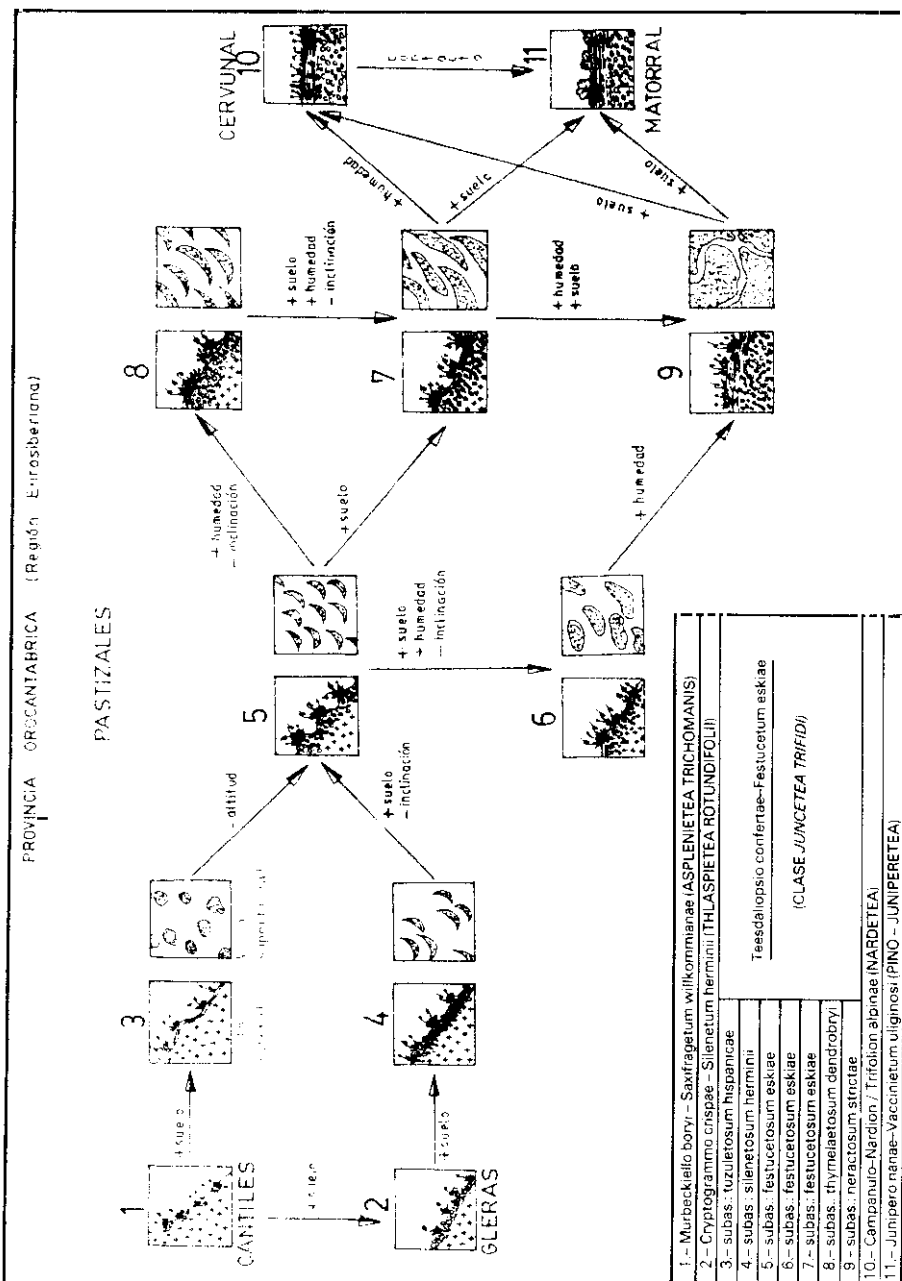 PROVINCIA OROCANTABRICA (Región Eurosiberiana)
PASTIZALES
1
CANTILES
+ suelo
3
2
GLERAS
+ suelo
4
- altitud
+ suelo
- inclinación
5
+ humedad
- inclinación
+ suelo
+ suelo
+ humedad
- inclinación
6
+ humedad
8
+ suelo
+ humedad
- inclinación
7
+ humedad
+ suelo
9
+ humedad
+ suelo
+ suelo
+ suelo
CERVUNAL
10
contacto
11
MATORRAL
1.- Murbeckiello boryi - Saxifragetum willkommianae (ASPLENIETEA TRICHOMANIS)
2.- Cryptogrammo crispae - Silenetum herminii (THLASPIETEA ROTUNDIFOLII)
3.- subas.: tuzuletosum hispanicae
4.- subas.: silenetosum herminii
5.- subas.: festucetosum eskiae
6.- subas.: festucetosum eskiae
7.- subas.: festucetosum eskiae
8.- subas.: thymelaetosum dendrobryi
9.- subas.: neractosum strictae
Teesdaliopsio confertae-Festucetum eskiae
(CLASE JUNCETEA TRIFIDI)
10.- Campanulo-Nardion / Trifolion alpinae (NARDETEA)
11.- Junipero nanae-Vaccinietum uliginosi (PINO - JUNIPERETEA)